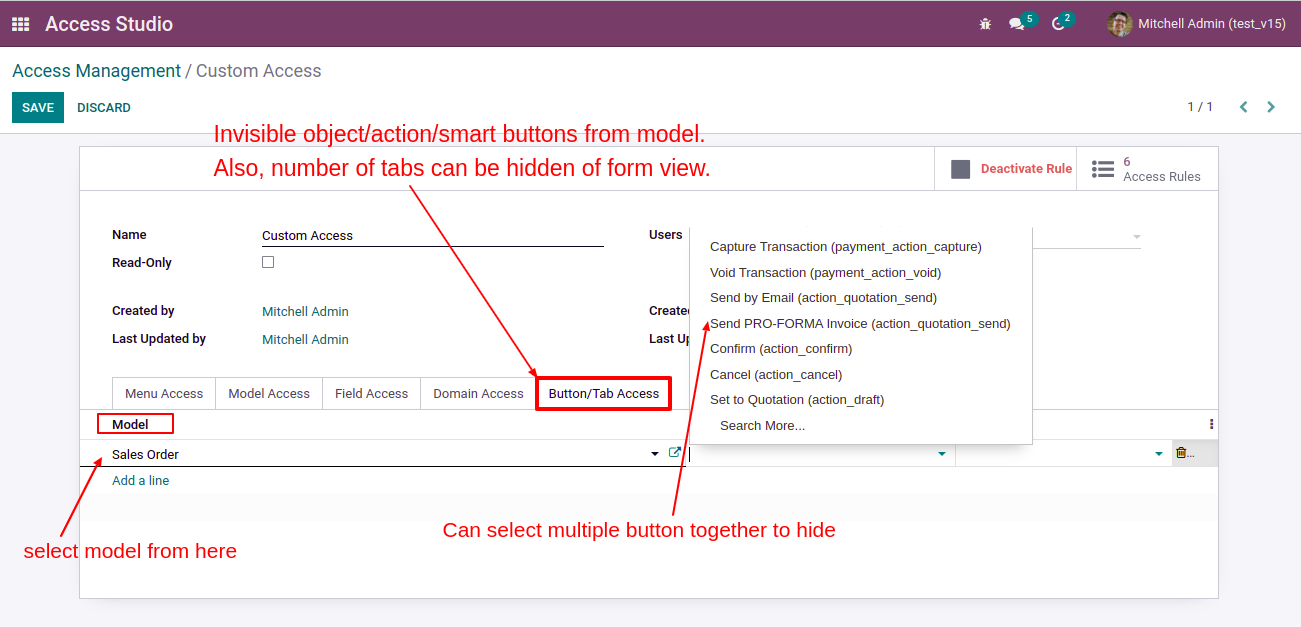 Access Studio
5
2
Mitchell Admin (test_v15)
Access Management / Custom Access
SAVE
DISCARD
1 / 1
Invisible object/action/smart buttons from model.
Also, number of tabs can be hidden of form view.
Deactivate Rule
6
Access Rules
Name
Custom Access
Users
Read-Only
Created by
Mitchell Admin
Create
Last Updated by
Mitchell Admin
Last Up
Capture Transaction (payment_action_capture)
Void Transaction (payment_action_void)
Send by Email (action_quotation_send)
Send PRO-FORMA Invoice (action_quotation_send)
Confirm (action_confirm)
Cancel (action_cancel)
Set to Quotation (action_draft)
Search More...
Menu Access
Model Access
Field Access
Domain Access
Button/Tab Access
Model
Sales Order
...
Add a line
Can select multiple button together to hide
select model from here